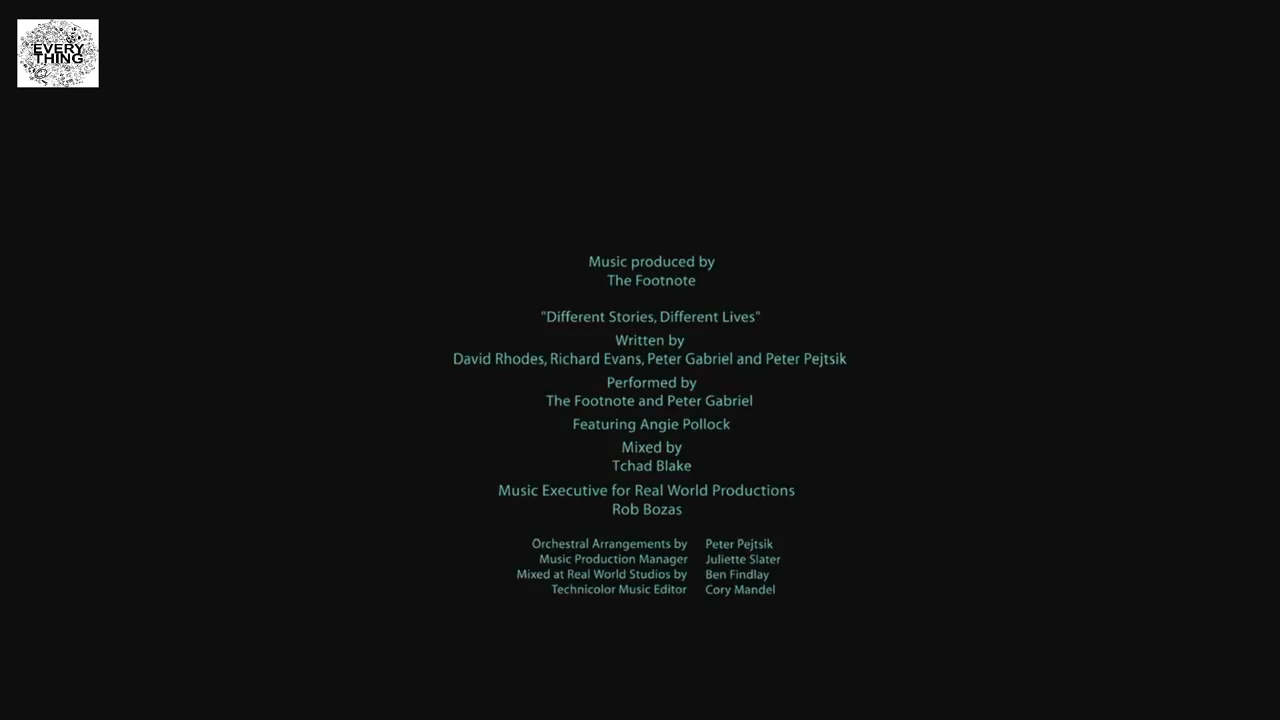 EVERY
THING
Music produced by
The Footnote
"Different Stories, Different Lives"
Written by
David Rhodes, Richard Evans, Peter Gabriel and Peter Pejtsik
Performed by
The Footnote and Peter Gabriel
Featuring Angie Pollock
Mixed by
Tchad Blake
Music Executive for Real World Productions
Rob Bozas
Orchestral Arrangements by Peter Pejtsik
Music Production Manager Juliette Slater
Mixed at Real World Studios by Ben Findlay
Technicolor Music Editor Cory Mandel